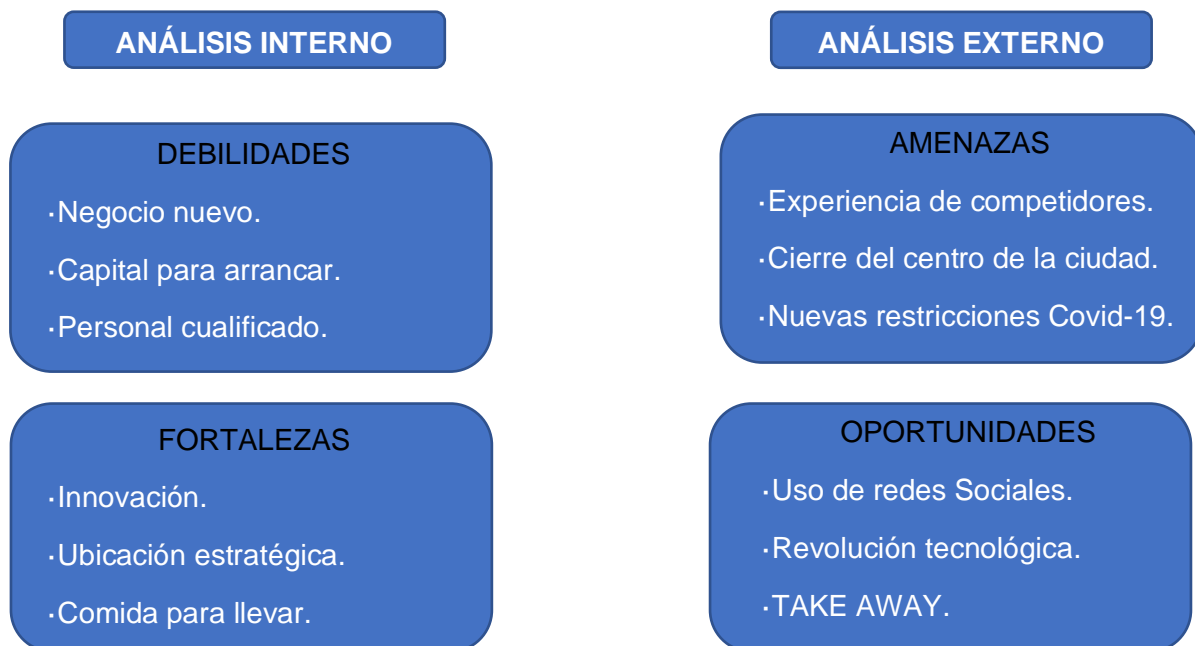 ANÁLISIS INTERNO
DEBILIDADES
·Negocio nuevo.
·Capital para arrancar.
·Personal cualificado.
FORTALEZAS
·Innovación.
·Ubicación estratégica.
·Comida para llevar.
ANÁLISIS EXTERNO
AMENAZAS
·Experiencia de competidores.
·Cierre del centro de la ciudad.
·Nuevas restricciones Covid-19.
OPORTUNIDADES
·Uso de redes Sociales.
·Revolución tecnológica.
·TAKE AWAY.